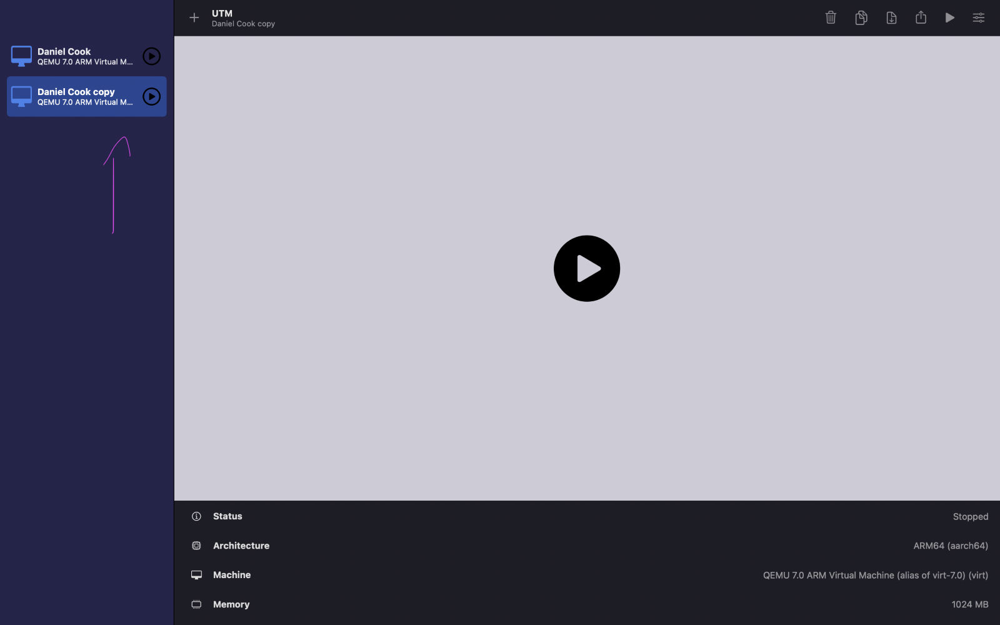 UTM
Daniel Cook copy
Daniel Cook
QEMU 7.0 ARM Virtual M...
Daniel Cook copy
QEMU 7.0 ARM Virtual M...
Status Stopped
Architecture ARM64 (aarch64)
Machine QEMU 7.0 ARM Virtual Machine (alias of virt-7.0) (virt)
Memory 1024 MB